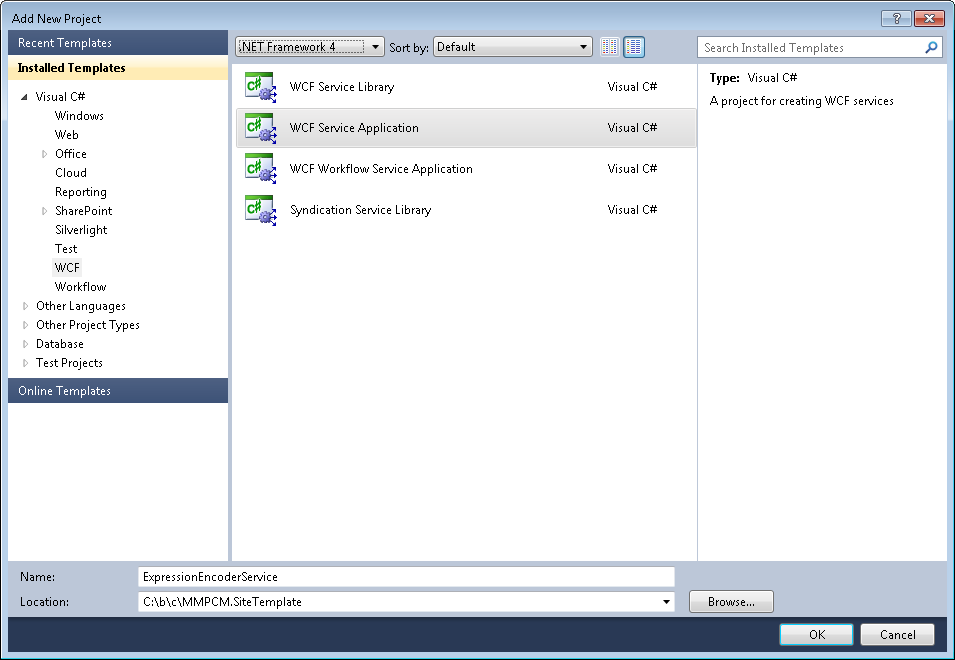 Add New Project
?
Recent Templates
.NET Framework 4 Sort by: Default
Search Installed Templates
Installed Templates
Visual C#
Windows
Web
Office
Cloud
Reporting
SharePoint
Silverlight
Test
WCF
Workflow
Other Languages
Other Project Types
Database
Test Projects
Online Templates
C# WCF Service Library Visual C#
C# WCF Service Application Visual C#
C# WCF Workflow Service Application Visual C#
C# Syndication Service Library Visual C#
Type: Visual C#
A project for creating WCF services
Name: ExpressionEncoderService
Location: C:\b\c\MMPCM.SiteTemplate Browse...
OK Cancel